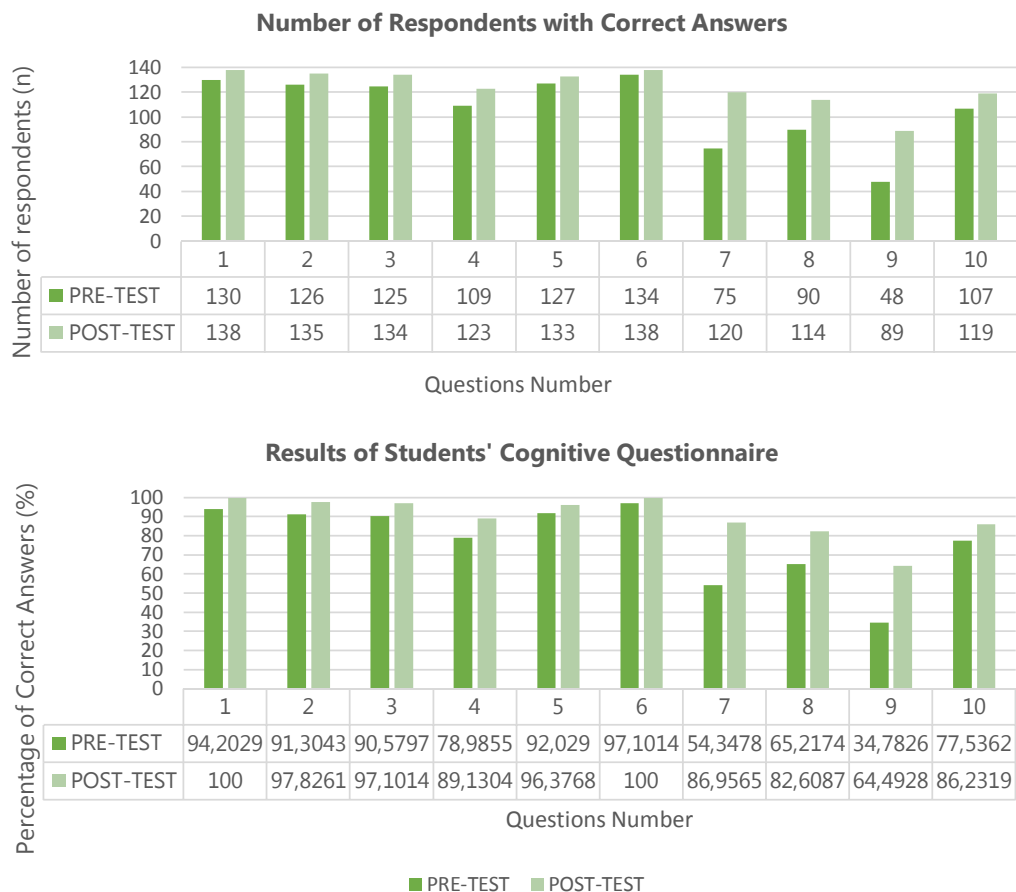 Number of Respondents with Correct Answers
Number of respondents (n)
140
120
100
80
60
40
20
0
1 2 3 4 5 6 7 8 9 10
PRE-TEST 130 126 125 109 127 134 75 90 48 107
POST-TEST 138 135 134 123 133 138 120 114 89 119
Questions Number
Results of Students' Cognitive Questionnaire
Percentage of Correct Answers (%)
100
90
80
70
60
50
40
30
20
10
0
1 2 3 4 5 6 7 8 9 10
PRE-TEST 94,2029 91,3043 90,5797 78,9855 92,029 97,1014 54,3478 65,2174 34,7826 77,5362
POST-TEST 100 97,8261 97,1014 89,1304 96,3768 100 86,9565 82,6087 64,4928 86,2319
Questions Number
PRE-TEST POST-TEST